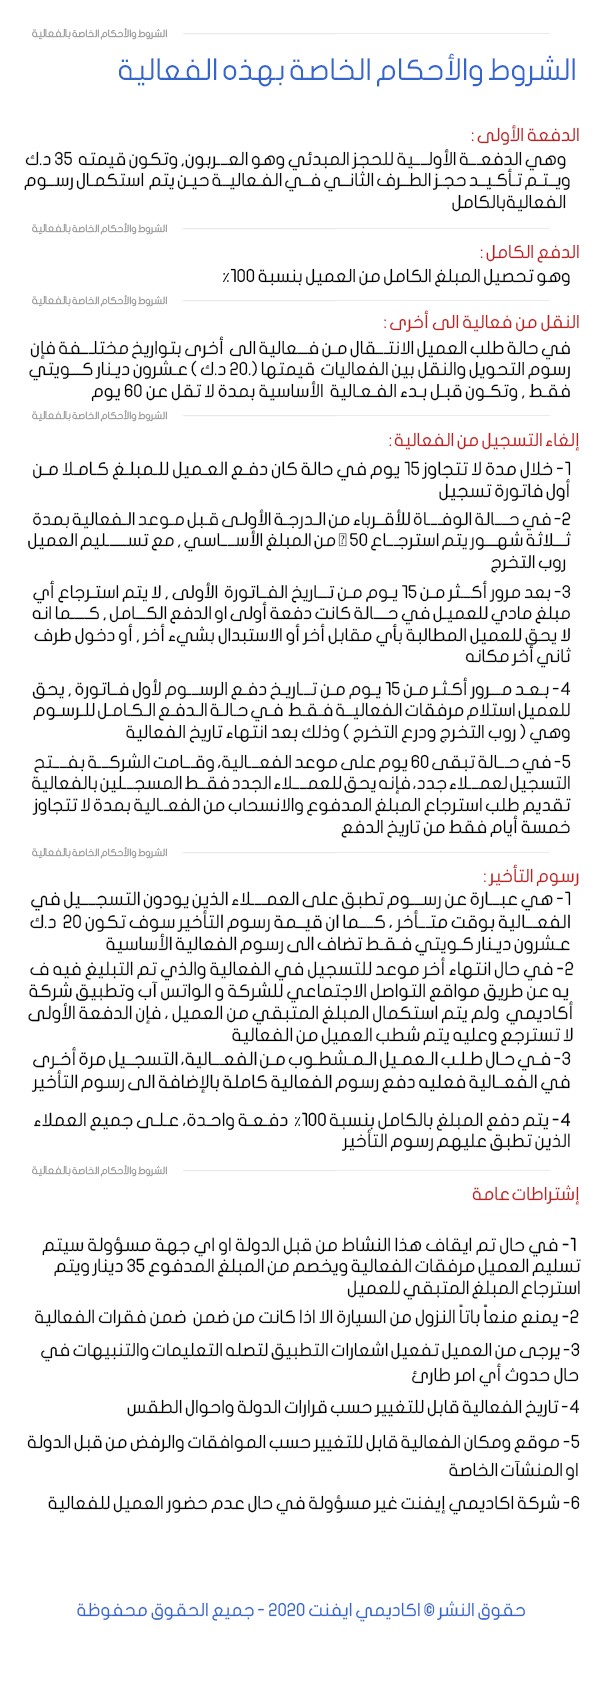 الشروط والأحكام الخاصة بالفعالية
الشروط والأحكام الخاصة بهذه الفعالية
الدفعة الأولى :
وهي الدفعة الأولية للحجز المبدئي وهو العربون, وتكون قيمته 35 د.ك
ويتم تأكيد حجز الطرف الثاني في الفعالية حين يتم استكمال رسوم
الفعاليةبالكامل
الشروط والأحكام الخاصة بالفعالية
الدفع الكامل :
وهو تحصيل المبلغ الكامل من العميل بنسبة 100٪
الشروط والأحكام الخاصة بالفعالية
النقل من فعالية الى أخرى :
في حالة طلب العميل الانتقال من فعالية الى أخرى بتواريخ مختلفة فإن
رسوم التحويل والنقل بين الفعاليات قيمتها (.20 د.ك ) عشرون دينار كويتي
فقط , وتكون قبل بدء الفعالية الأساسية بمدة لا تقل عن 60 يوم
الشروط والأحكام الخاصة بالفعالية
إلغاء التسجيل من الفعالية :
1- خلال مدة لا تتجاوز 15 يوم في حالة كان دفع العميل للمبلغ كاملا من
أول فاتورة تسجيل
2- في حالة الوفاة للأقرباء من الدرجة الأولى قبل موعد الفعالية بمدة
ثلاثة شهور يتم استرجاع 50 من المبلغ الأساسي , مع تسليم العميل
روب التخرج
3- بعد مرور أكثر من 15 يوم من تاريخ الفاتورة الأولى , لا يتم استرجاع أي
مبلغ مادي للعميل في حالة كانت دفعة أولى او الدفع الكامل , كما انه
لا يحق للعميل المطالبة بأي مقابل أخر أو الاستبدال بشيء أخر , أو دخول طرف
ثاني أخر مكانه
4- بعد مرور أكثر من 15 يوم من تاريخ دفع الرسوم لأول فاتورة , يحق
للعميل استلام مرفقات الفعالية فقط في حالة الدفع الكامل للرسوم
وهي ( روب التخرج ودرع التخرج ) وذلك بعد انتهاء تاريخ الفعالية
5- في حالة تبقى 60 يوم على موعد الفعالية، وقامت الشركة بفتح
التسجيل لعملاء جدد، فإنه يحق للعملاء الجدد فقط المسجلين بالفعالية
تقديم طلب استرجاع المبلغ المدفوع والانسحاب من الفعالية بمدة لا تتجاوز
خمسة أيام فقط من تاريخ الدفع
الشروط والأحكام الخاصة بالفعالية
رسوم التأخير :
1- هي عبارة عن رسوم تطبق على العملاء الذين يودون التسجيل في
الفعالية بوقت متأخر ، كما ان قيمة رسوم التأخير سوف تكون 20 د.ك
عشرون دينار كويتي فقط تضاف الى رسوم الفعالية الأساسية
2- في حال انتهاء أخر موعد للتسجيل في الفعالية والذي تم التبليغ فيه ف
يه عن طريق مواقع التواصل الاجتماعي للشركة و الواتس آب وتطبيق شركة
أكاديمي ولم يتم استكمال المبلغ المتبقي من العميل ، فإن الدفعة الأولى
لا تسترجع وعليه يتم شطب العميل من الفعالية
3- في حال طلب العميل المشطوب من الفعالية، التسجيل مرة أخرى
في الفعالية فعليه دفع رسوم الفعالية كاملة بالإضافة الى رسوم التأخير
4- يتم دفع المبلغ بالكامل بنسبة 100٪ دفعة واحدة، على جميع العملاء
الذين تطبق عليهم رسوم التأخير
الشروط والأحكام الخاصة بالفعالية
إشتراطات عامة
1- في حال تم ايقاف هذا النشاط من قبل الدولة او اي جهة مسؤولة سيتم
تسليم العميل مرفقات الفعالية ويخصم من المبلغ المدفوع 35 دينار ويتم
استرجاع المبلغ المتبقي للعميل
2- يمنع منعاً باتاً النزول من السيارة الا اذا كانت من ضمن ضمن فقرات الفعالية
3- يرجى من العميل تفعيل اشعارات التطبيق لتصله التعليمات والتنبيهات في
حال حدوث أي امر طارئ
4- تاريخ الفعالية قابل للتغيير حسب قرارات الدولة واحوال الطقس
5- موقع ومكان الفعالية قابل للتغيير حسب الموافقات والرفض من قبل الدولة
او المنشآت الخاصة
6- شركة اكاديمي إيفنت غير مسؤولة في حال عدم حضور العميل للفعالية
حقوق النشر © اكاديمي ايفنت 2020 - جميع الحقوق محفوظة